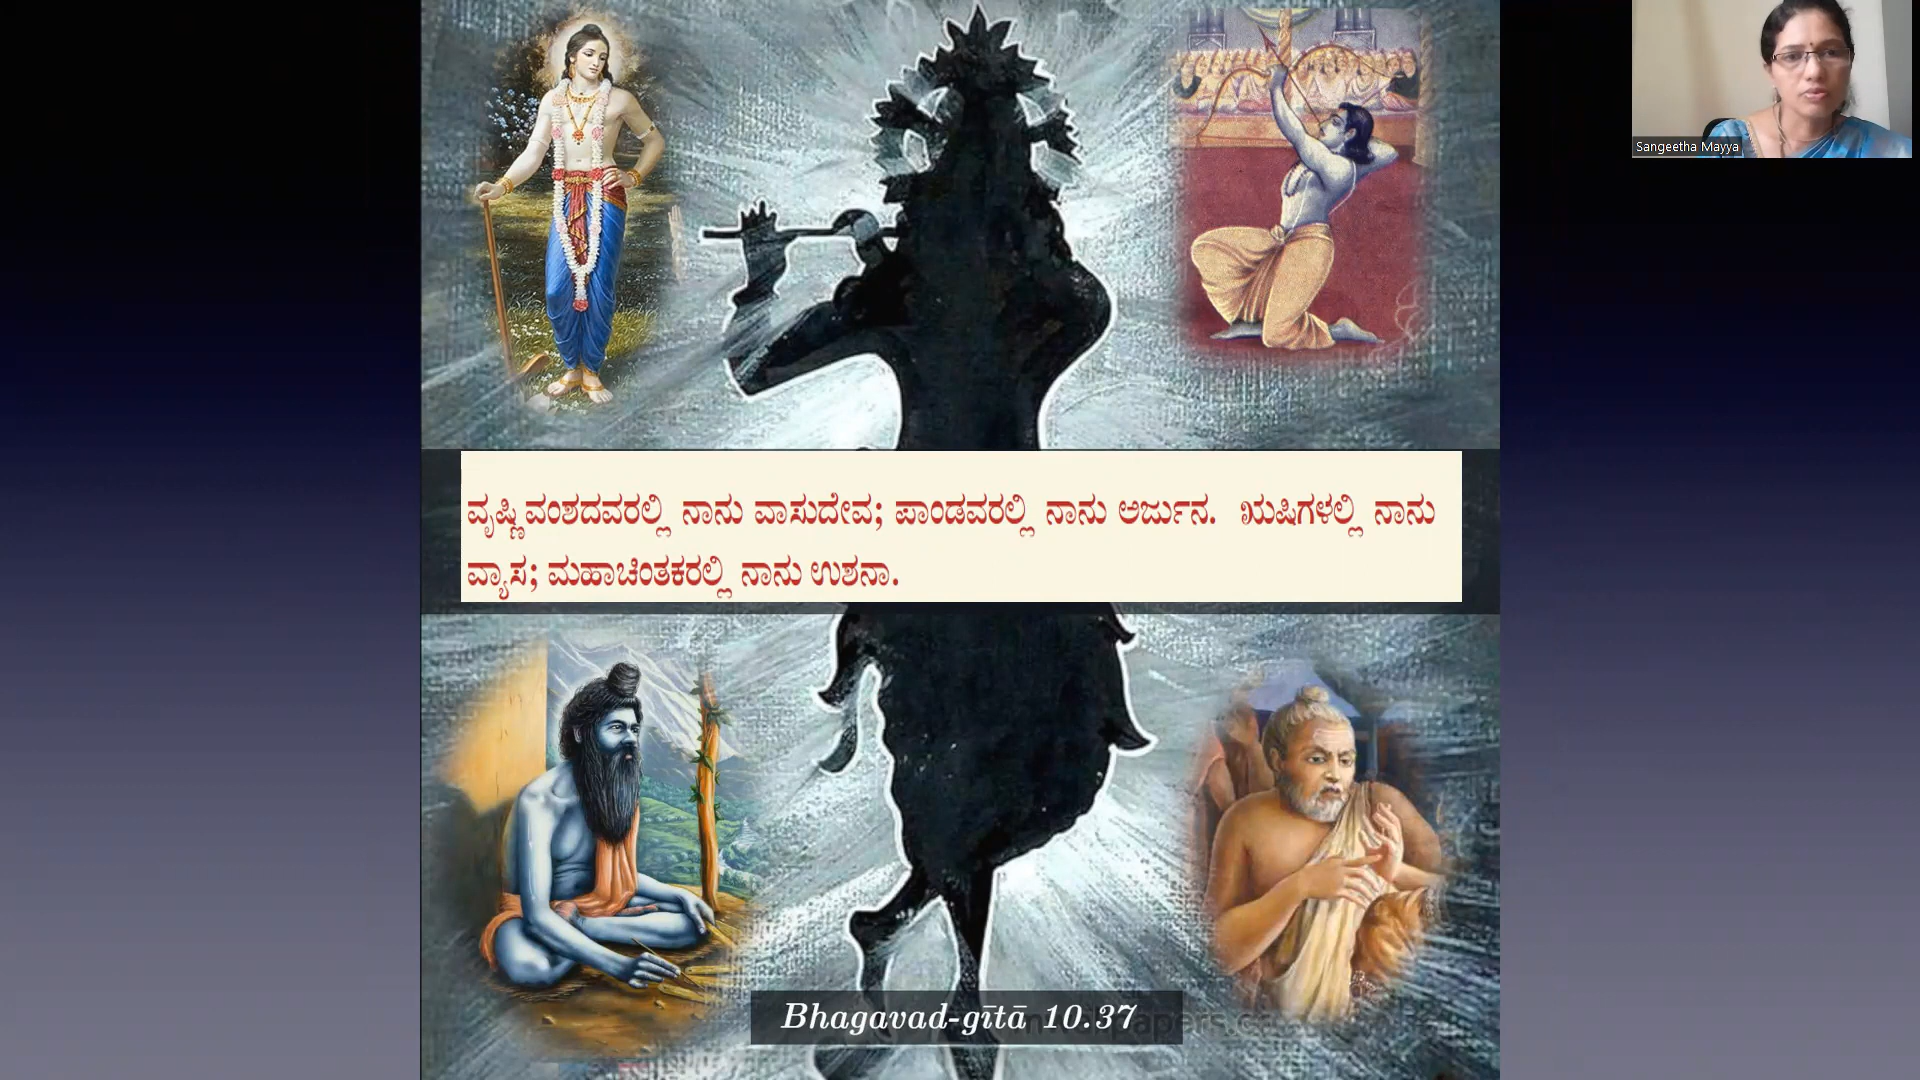 Sangeetha Mayya
ವೃಷ್ಣಿವಂಶದವರಲ್ಲಿ ನಾನು ವಾಸುದೇವ; ಪಾಂಡವರಲ್ಲಿ ನಾನು ಅರ್ಜುನ. ಋಷಿಗಳಲ್ಲಿ ನಾನು
ವ್ಯಾಸ; ಮಹಾಚಿಂತಕರಲ್ಲಿ ನಾನು ಉಶನಾ.
Bhagavad-gītā 10.37